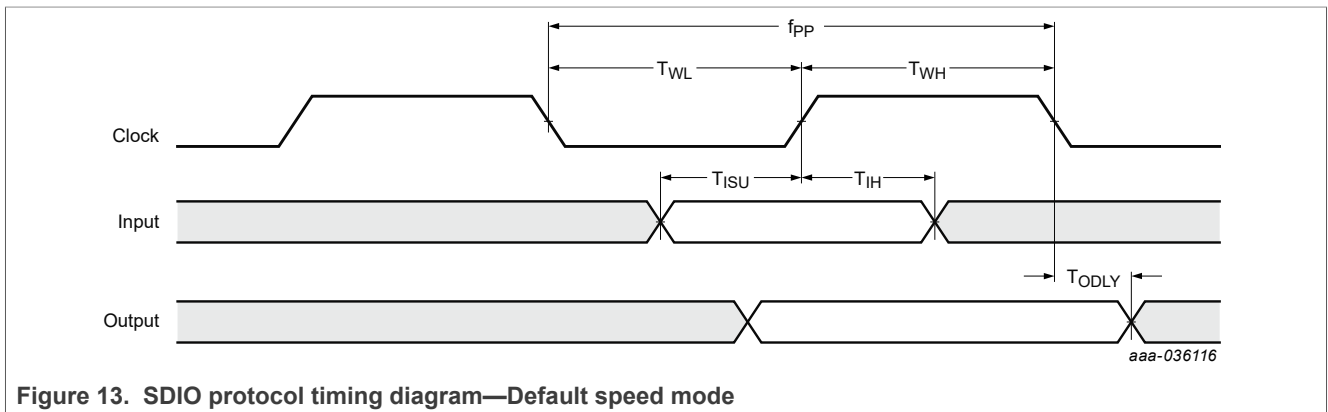 fPP
TWL
TWH
Clock
TISU
TIH
Input
TODLY
Output
aaa-036116
Figure 13. SDIO protocol timing diagram—Default speed mode